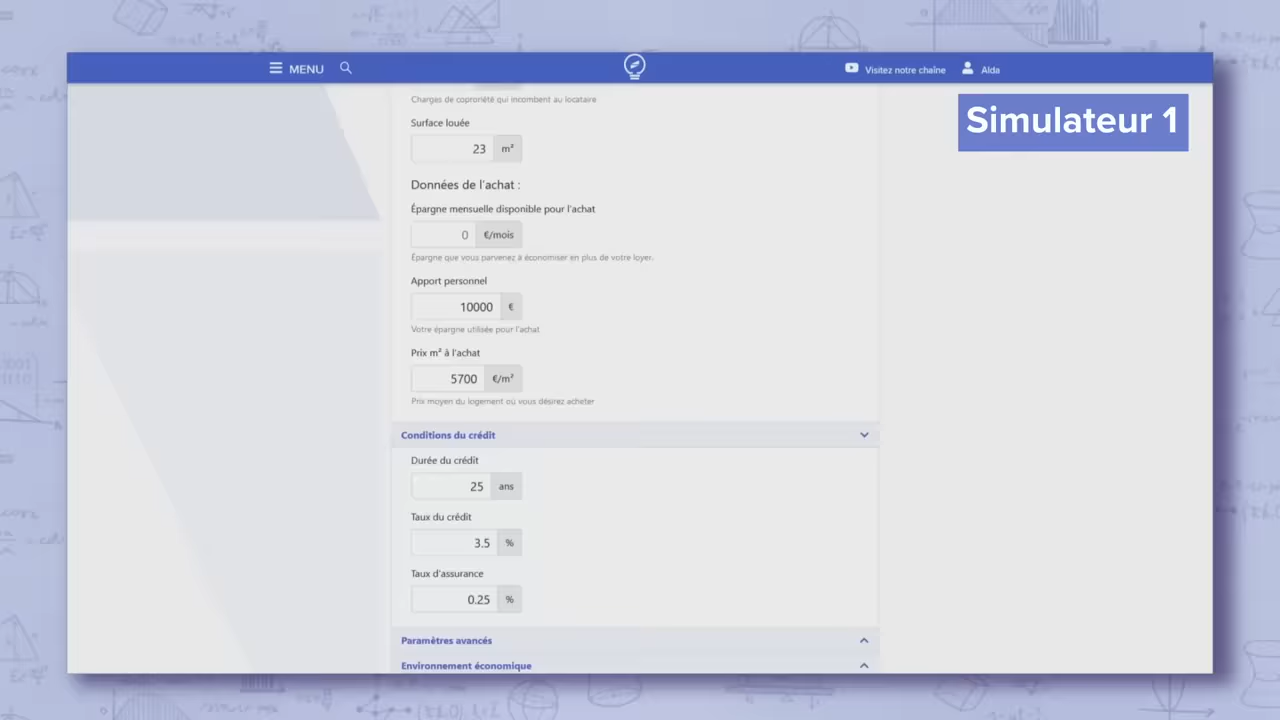 MENU
Visitez notre chaîne
Alda
Simulateur 1
Charges de coproriété qui incombent au locataire
Surface louée
23 m²
Données de l'achat :
Épargne mensuelle disponible pour l'achat
0 €/mois
Épargne que vous parvenez à économiser en plus de votre loyer.
Apport personnel
10000 €
Votre épargne utilisée pour l'achat
Prix m² à l'achat
5700 €/m²
Prix moyen du logement où vous désirez acheter
Conditions du crédit
Durée du crédit
25 ans
Taux du crédit
3.5 %
Taux d'assurance
0.25 %
Paramètres avancés
Environnement économique